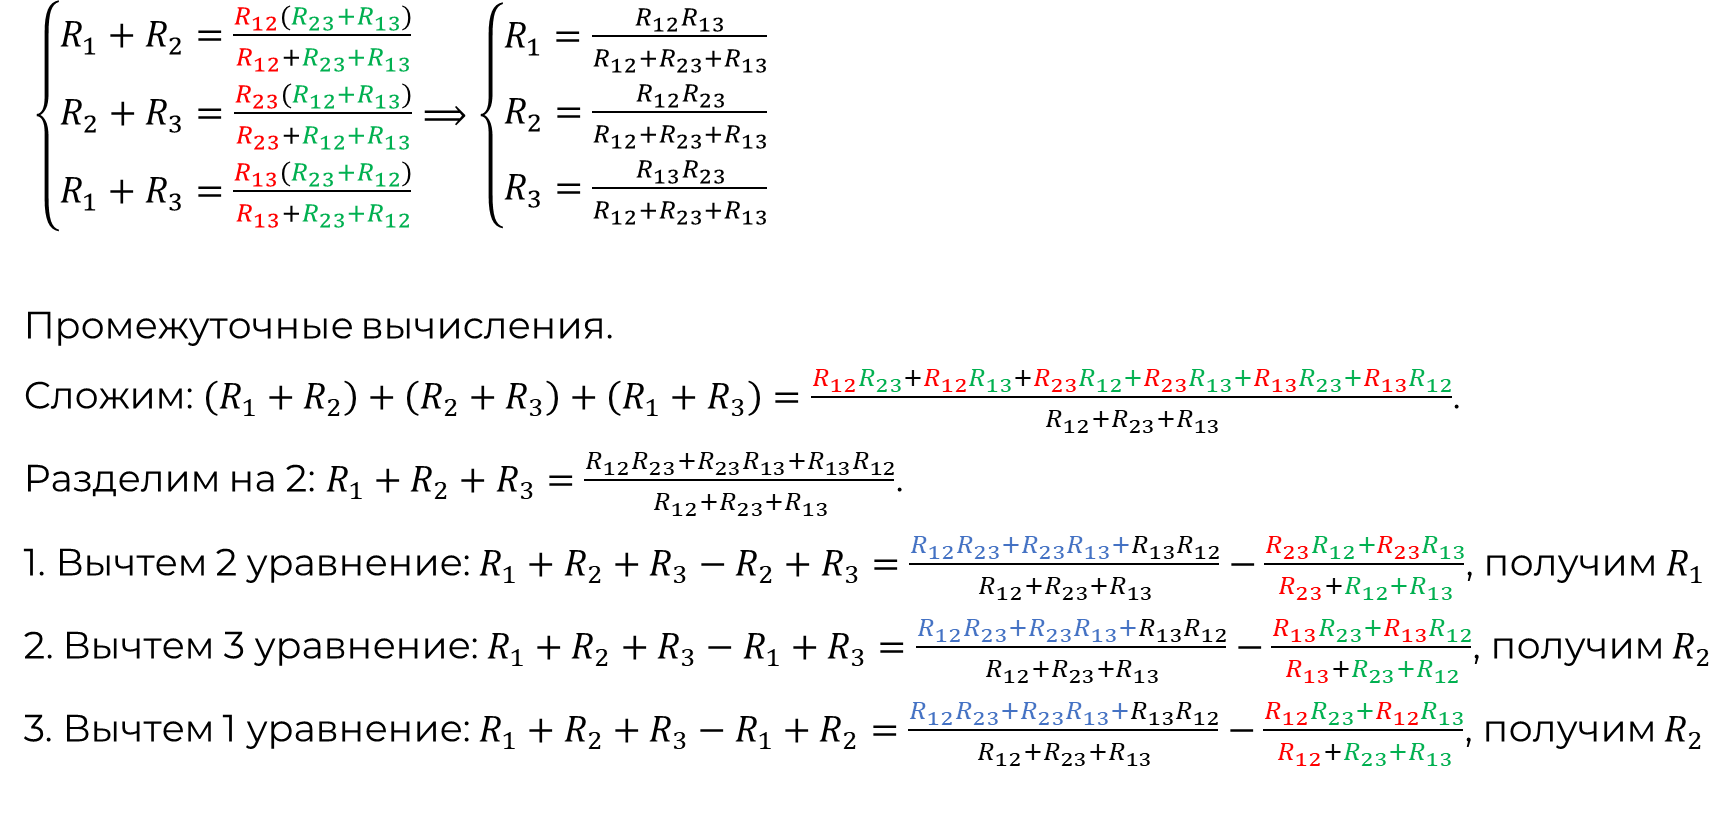 R₁ + R₂ = R₁₂(R₂₃+R₁₃)/(R₁₂+R₂₃+R₁₃) ⟹ R₁ = R₁₂R₁₃/(R₁₂+R₂₃+R₁₃)
R₂ + R₃ = R₂₃(R₁₂+R₁₃)/(R₂₃+R₁₂+R₁₃) R₂ = R₁₂R₂₃/(R₁₂+R₂₃+R₁₃)
R₁ + R₃ = R₁₃(R₂₃+R₁₂)/(R₁₃+R₂₃+R₁₂) R₃ = R₁₃R₂₃/(R₁₂+R₂₃+R₁₃)
Промежуточные вычисления.
Сложим: (R₁ + R₂) + (R₂ + R₃) + (R₁ + R₃) = (R₁₂R₂₃+R₁₂R₁₃+R₂₃R₁₂+R₂₃R₁₃+R₁₃R₂₃+R₁₃R₁₂)/(R₁₂+R₂₃+R₁₃).
Разделим на 2: R₁ + R₂ + R₃ = (R₁₂R₂₃+R₂₃R₁₃+R₁₃R₁₂)/(R₁₂+R₂₃+R₁₃).
1. Вычтем 2 уравнение: R₁ + R₂ + R₃ − R₂ + R₃ = (R₁₂R₂₃+R₂₃R₁₃+R₁₃R₁₂)/(R₁₂+R₂₃+R₁₃) − (R₂₃R₁₂+R₂₃R₁₃)/(R₂₃+R₁₂+R₁₃), получим R₁
2. Вычтем 3 уравнение: R₁ + R₂ + R₃ − R₁ + R₃ = (R₁₂R₂₃+R₂₃R₁₃+R₁₃R₁₂)/(R₁₂+R₂₃+R₁₃) − (R₁₃R₂₃+R₁₃R₁₂)/(R₁₃+R₂₃+R₁₂), получим R₂
3. Вычтем 1 уравнение: R₁ + R₂ + R₃ − R₁ + R₂ = (R₁₂R₂₃+R₂₃R₁₃+R₁₃R₁₂)/(R₁₂+R₂₃+R₁₃) − (R₁₂R₂₃+R₁₂R₁₃)/(R₁₂+R₂₃+R₁₃), получим R₂